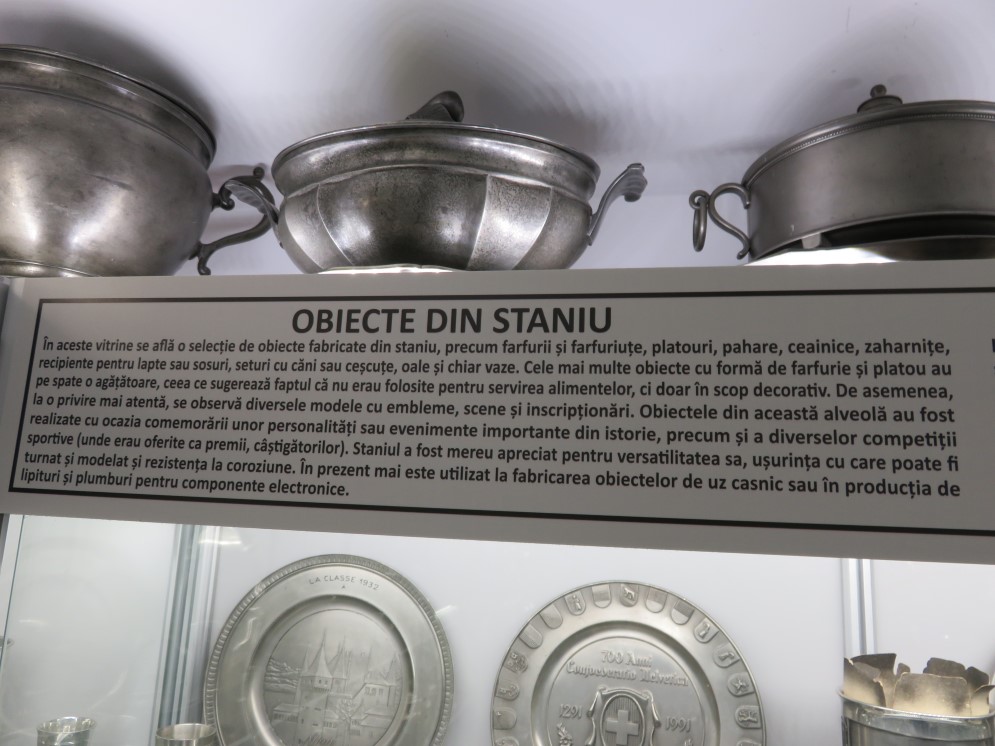 OBIECTE DIN STANIU
În aceste vitrine se află o selecție de obiecte fabricate din staniu, precum farfurii și farfuriuțe, platouri, pahare, ceainice, zaharnițe,
recipiente pentru lapte sau sosuri, seturi cu căni sau ceșcuțe, oale și chiar vaze. Cele mai multe obiecte cu formă de farfurie și platou au
pe spate o agățătoare, ceea ce sugerează faptul că nu erau folosite pentru servirea alimentelor, ci doar în scop decorativ. De asemenea,
la o privire mai atentă, se observă diversele modele cu embleme, scene și inscripționări. Obiectele din această alveolă au fost
realizate cu ocazia comemorării unor personalități sau evenimente importante din istorie, precum și a diverselor competiții
sportive (unde erau oferite ca premii, câștigătorilor). Staniul a fost mereu apreciat pentru versatilitatea sa, ușurința cu care poate fi
turnat și modelat și rezistența la coroziune. În prezent mai este utilizat la fabricarea obiectelor de uz casnic sau în producția de
lipituri și plumburi pentru componente electronice.
LA CLASSE 1932
700 Anni
Confoederatio Helvetica
1291 1991